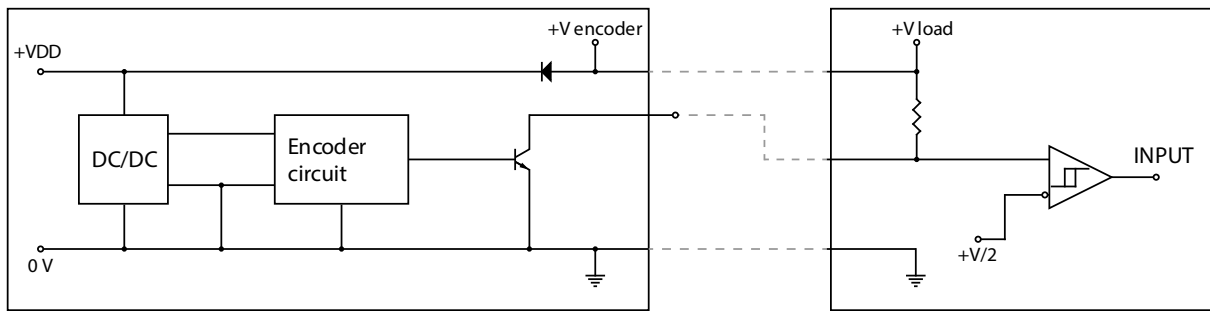 +V encoder
+V load
+VDD
DC/DC
Encoder
circuit
INPUT
+V/2
0 V